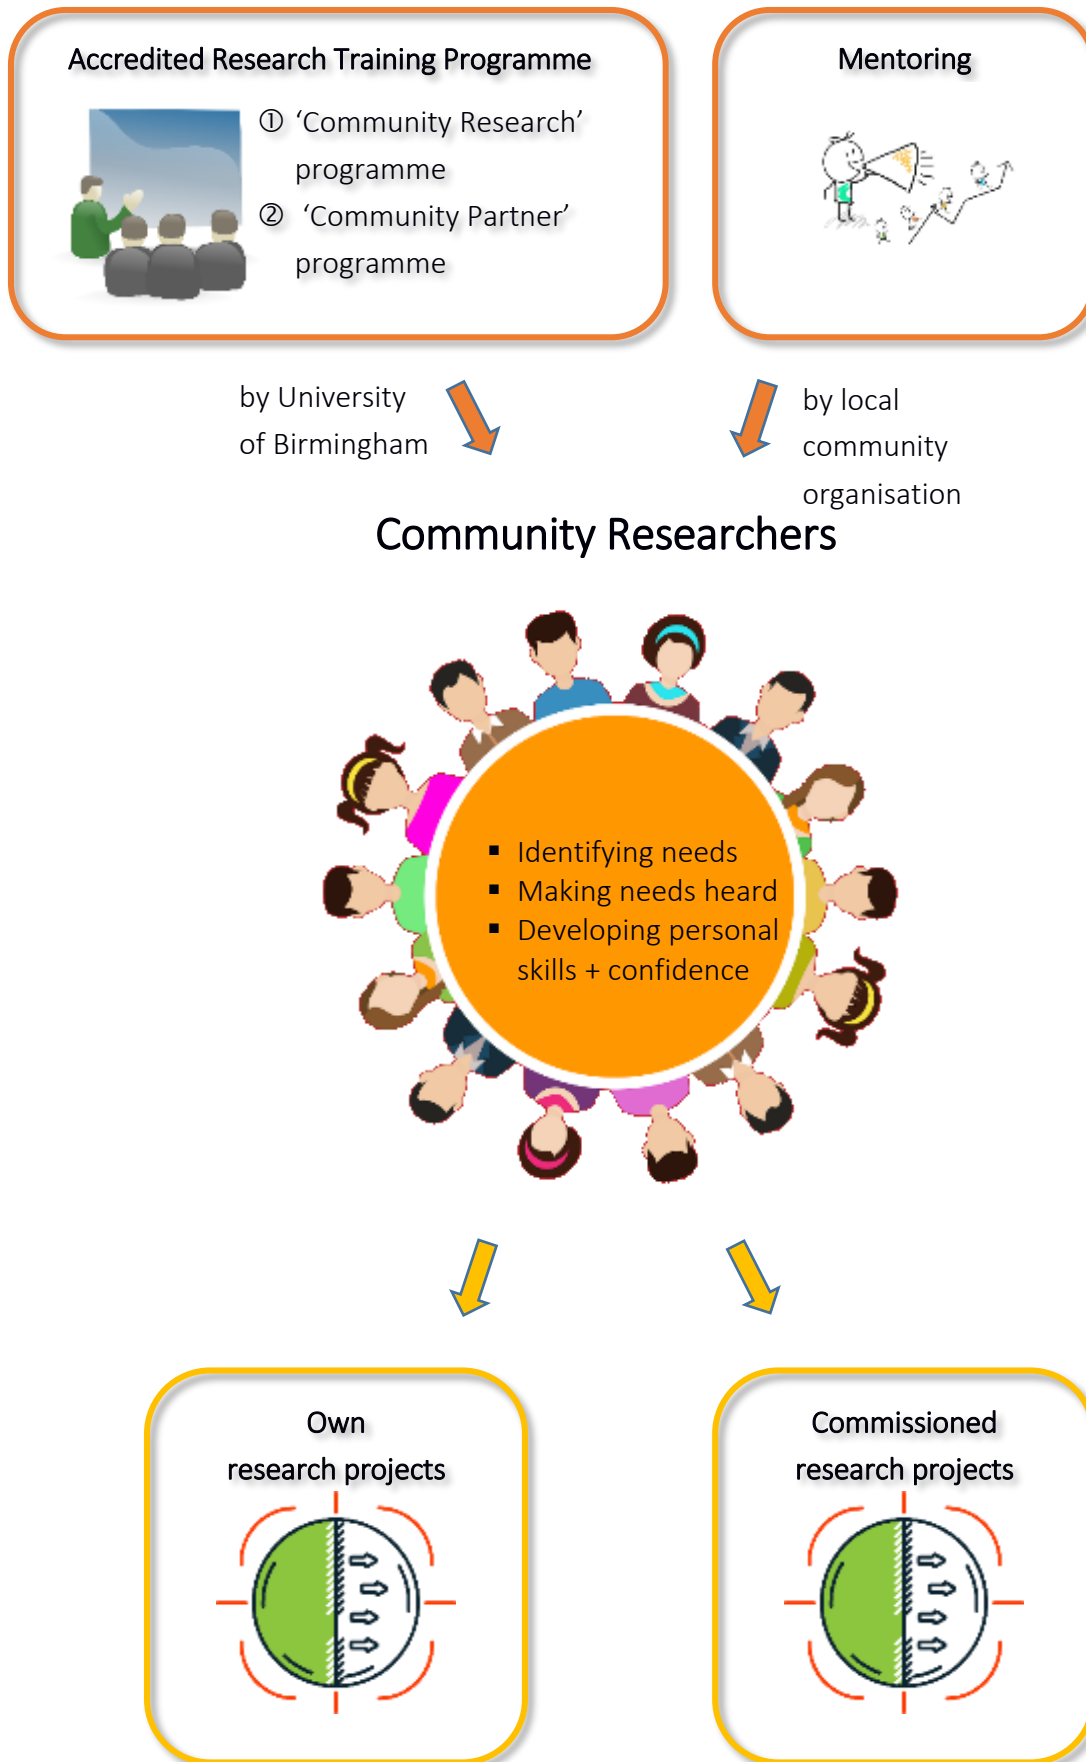 Accredited Research Training Programme
① ‘Community Research’
programme
② ‘Community Partner’
programme
Mentoring
by University
of Birmingham
by local
community
organisation
Community Researchers
▪ Identifying needs
▪ Making needs heard
▪ Developing personal
skills + confidence
Own
research projects
Commissioned
research projects